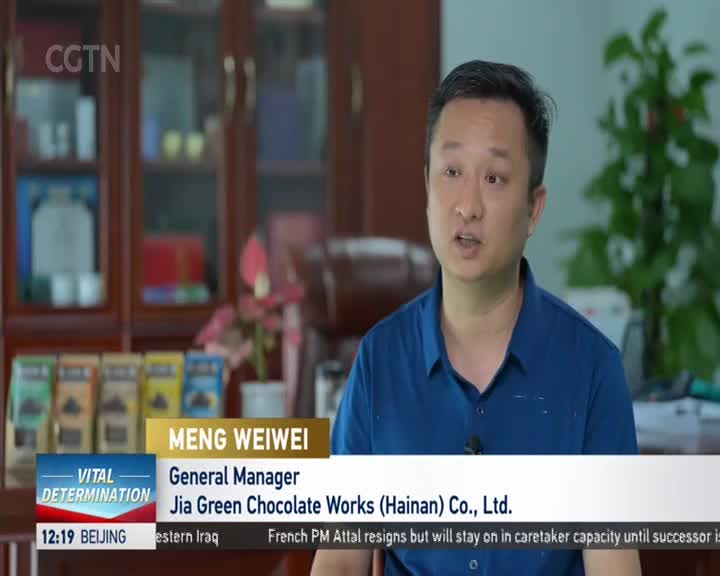 CGTN
MENG WEIWEI
General Manager
Jia Green Chocolate Works (Hainan) Co., Ltd.
VITAL
DETERMINATION
12:19 BEIJING
estern Iraq French PM Attal resigns but will stay on in caretaker capacity until successor is